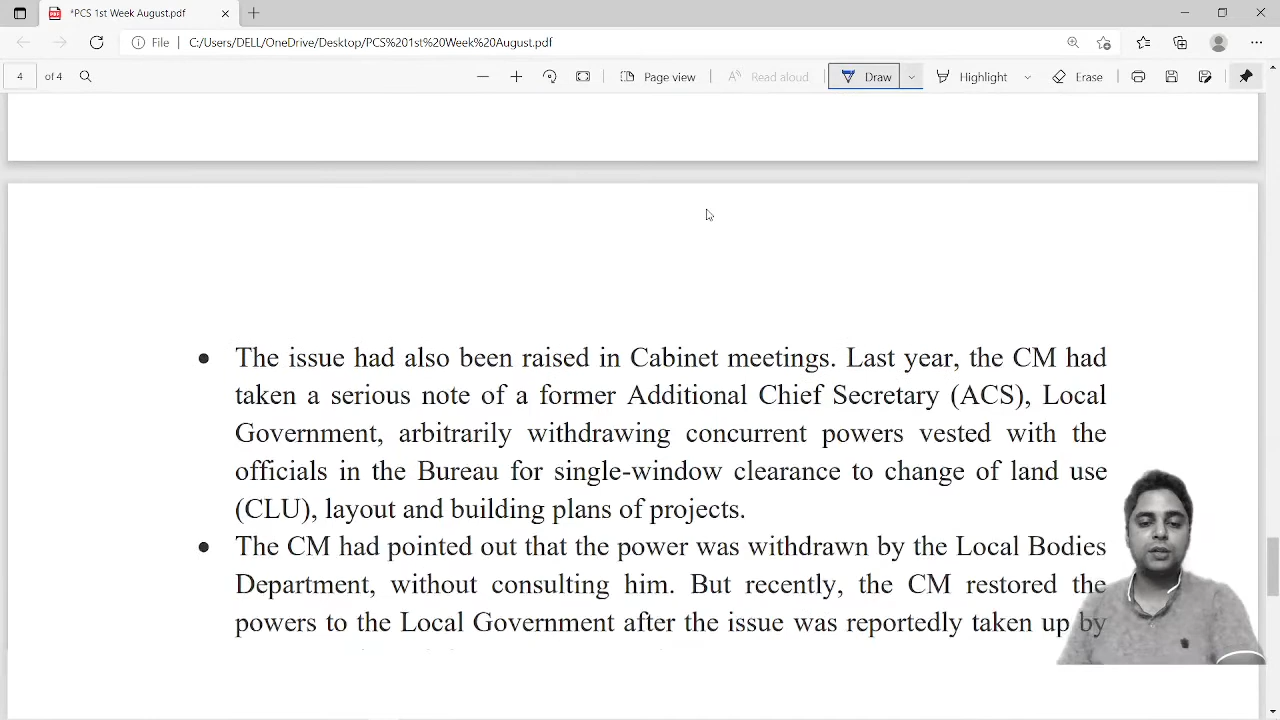 *PCS 1st Week August.pdf
File C:/Users/DELL/OneDrive/Desktop/PCS%201st%20Week%20August.pdf
4 of 4 Page view Read aloud Draw Highlight Erase
• The issue had also been raised in Cabinet meetings. Last year, the CM had
taken a serious note of a former Additional Chief Secretary (ACS), Local
Government, arbitrarily withdrawing concurrent powers vested with the
officials in the Bureau for single-window clearance to change of land use
(CLU), layout and building plans of projects.
• The CM had pointed out that the power was withdrawn by the Local Bodies
Department, without consulting him. But recently, the CM restored the
powers to the Local Government after the issue was reportedly taken up by